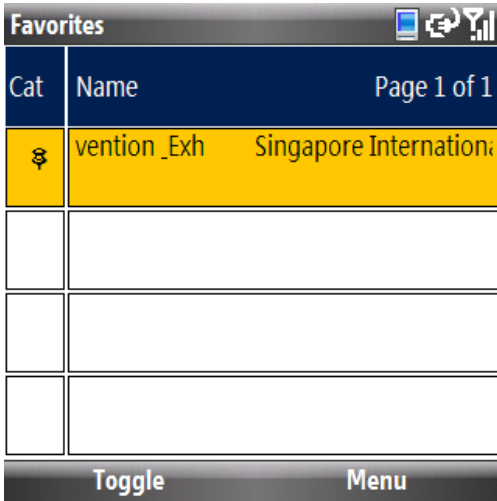 Favorites
Cat Name Page 1 of 1
vention _Exh Singapore Internationa
Toggle Menu